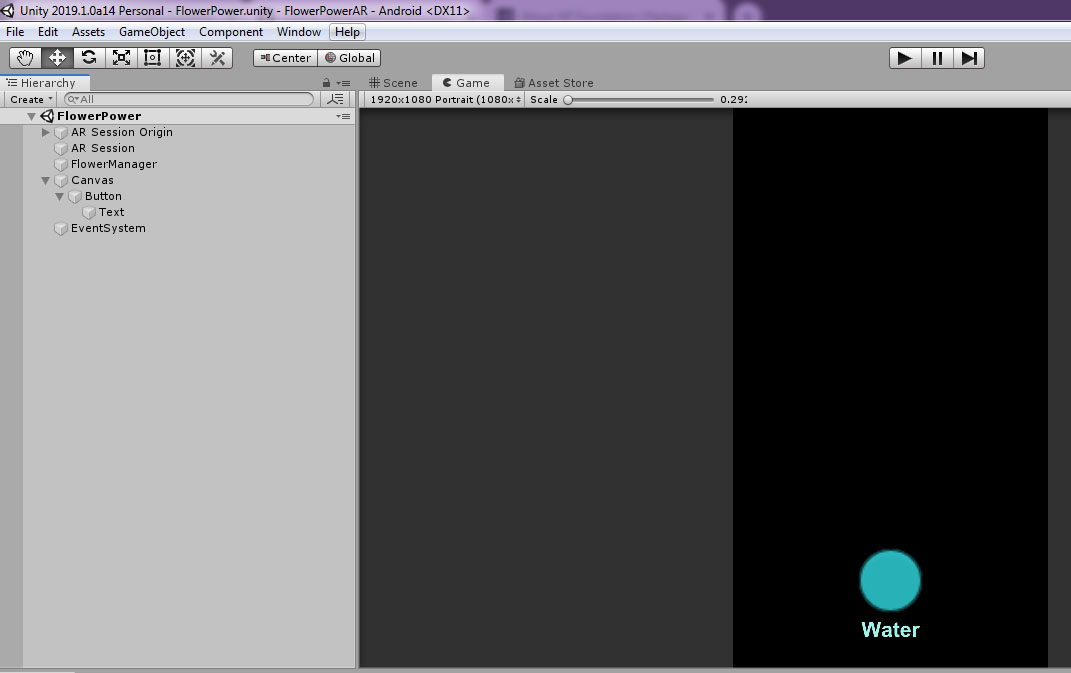 Unity 2019.1.0a14 Personal - FlowerPower.unity - FlowerPowerAR - Android <DX11>
File Edit Assets GameObject Component Window Help
Center Global
Hierarchy
Scene Game Asset Store
Create All
1920x1080 Portrait (1080x Scale 0.29
FlowerPower
AR Session Origin
AR Session
FlowerManager
Canvas
Button
Text
EventSystem
Water